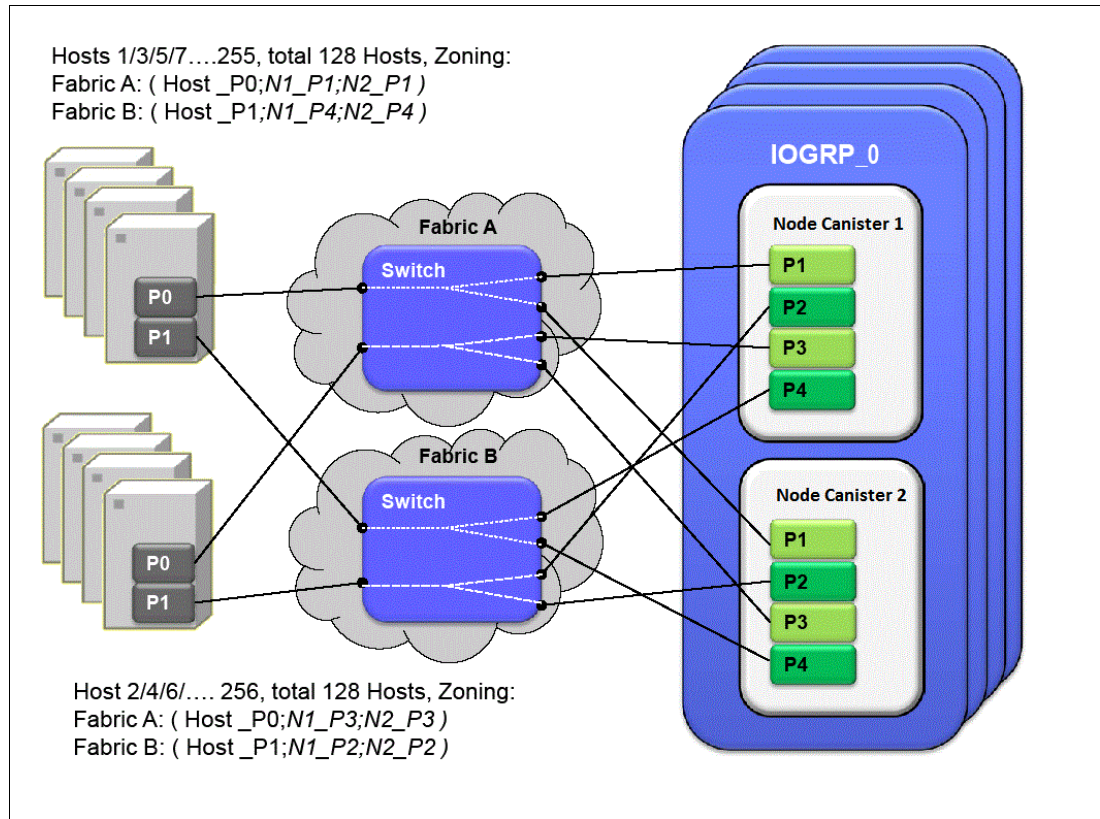 Hosts 1/3/5/7….255, total 128 Hosts, Zoning:
Fabric A: ( Host _P0;N1_P1;N2_P1 )
Fabric B: ( Host _P1;N1_P4;N2_P4 )
P0
P1
P0
P1
Fabric A
Switch
Fabric B
Switch
IOGRP_0
Node Canister 1
P1
P2
P3
P4
Node Canister 2
P1
P2
P3
P4
Host 2/4/6/…. 256, total 128 Hosts, Zoning:
Fabric A: ( Host _P0;N1_P3;N2_P3 )
Fabric B: ( Host _P1;N1_P2;N2_P2 )